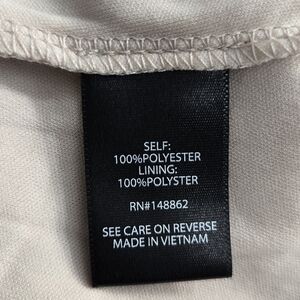 SELF:
100%POLYESTER
LINING:
100%POLYSTER
RN#148862
SEE CARE ON REVERSE
MADE IN VIETNAM